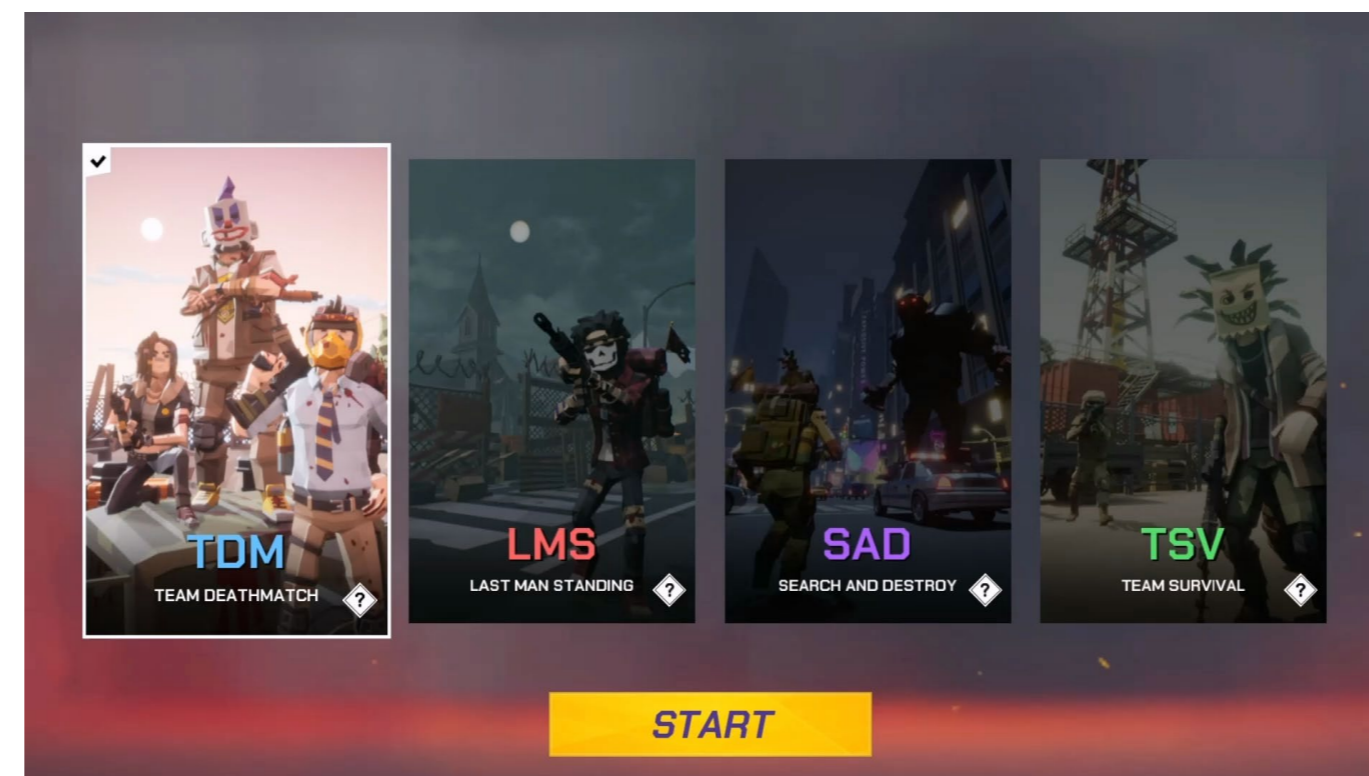 TDM
TEAM DEATHMATCH
?
LMS
LAST MAN STANDING
?
SAD
SEARCH AND DESTROY
?
TSV
TEAM SURVIVAL
?
START